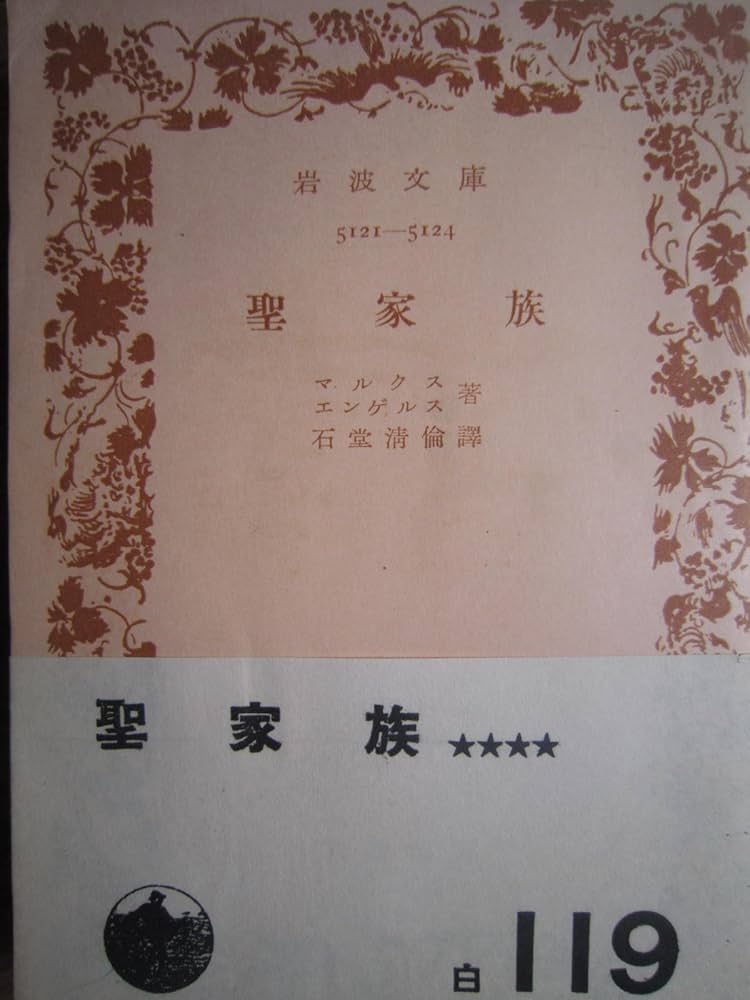 岩波文庫
5121—5124
聖家族
マルクス
エンゲルス 著
石堂清倫譯
聖家族 ★★★★
白 119